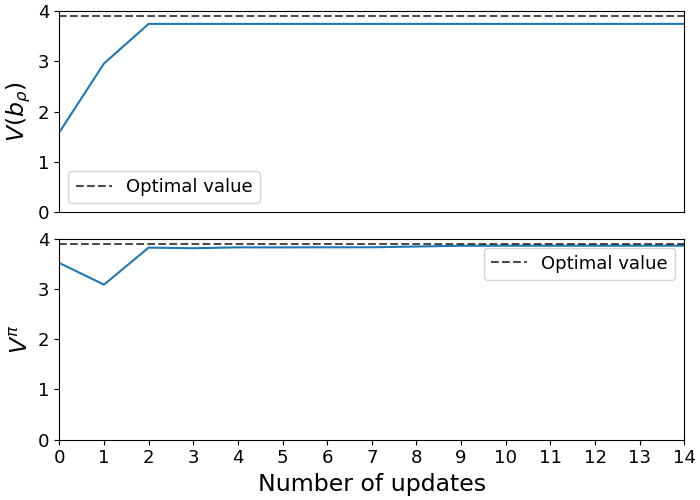 4
3
2
1
0
V(b_ρ)
Optimal value
4
3
2
1
0
V^π
Optimal value
0 1 2 3 4 5 6 7 8 9 10 11 12 13 14
Number of updates